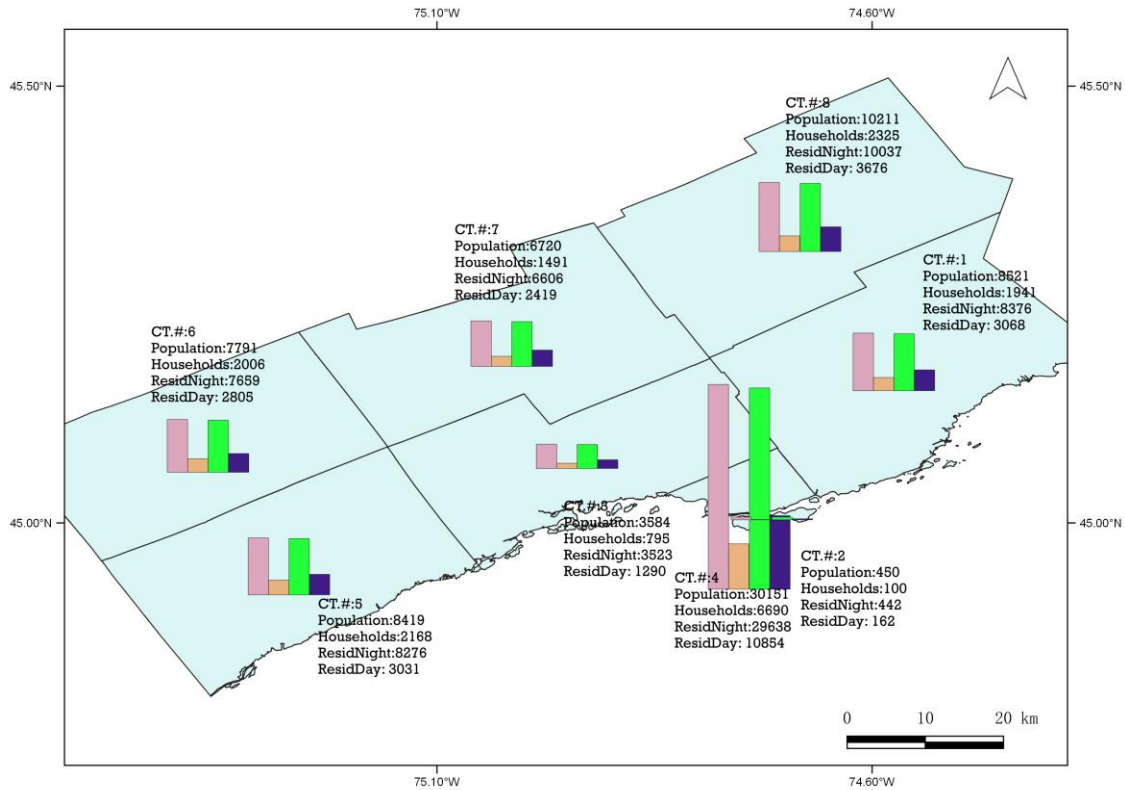 75.10°W
74.60°W
45.50°N
45.50°N
CT.#:8
Population:10211
Households:2325
ResidNight:10037
ResidDay: 3676
CT.#:7
Population:6720
Households:1491
ResidNight:6606
ResidDay: 2419
CT.#:1
Population:8521
Households:1941
ResidNight:8376
ResidDay: 3068
CT.#:6
Population:7791
Households:2006
ResidNight:7659
ResidDay: 2805
CT.#:3
Population:3584
Households:795
ResidNight:3523
ResidDay: 1290
45.00°N
45.00°N
CT.#:2
Population:450
Households:100
ResidNight:442
ResidDay: 162
CT.#:4
Population:30151
Households:6690
ResidNight:29638
ResidDay: 10854
CT.#:5
Population:8419
Households:2168
ResidNight:8276
ResidDay: 3031
0 10 20 km
75.10°W
74.60°W